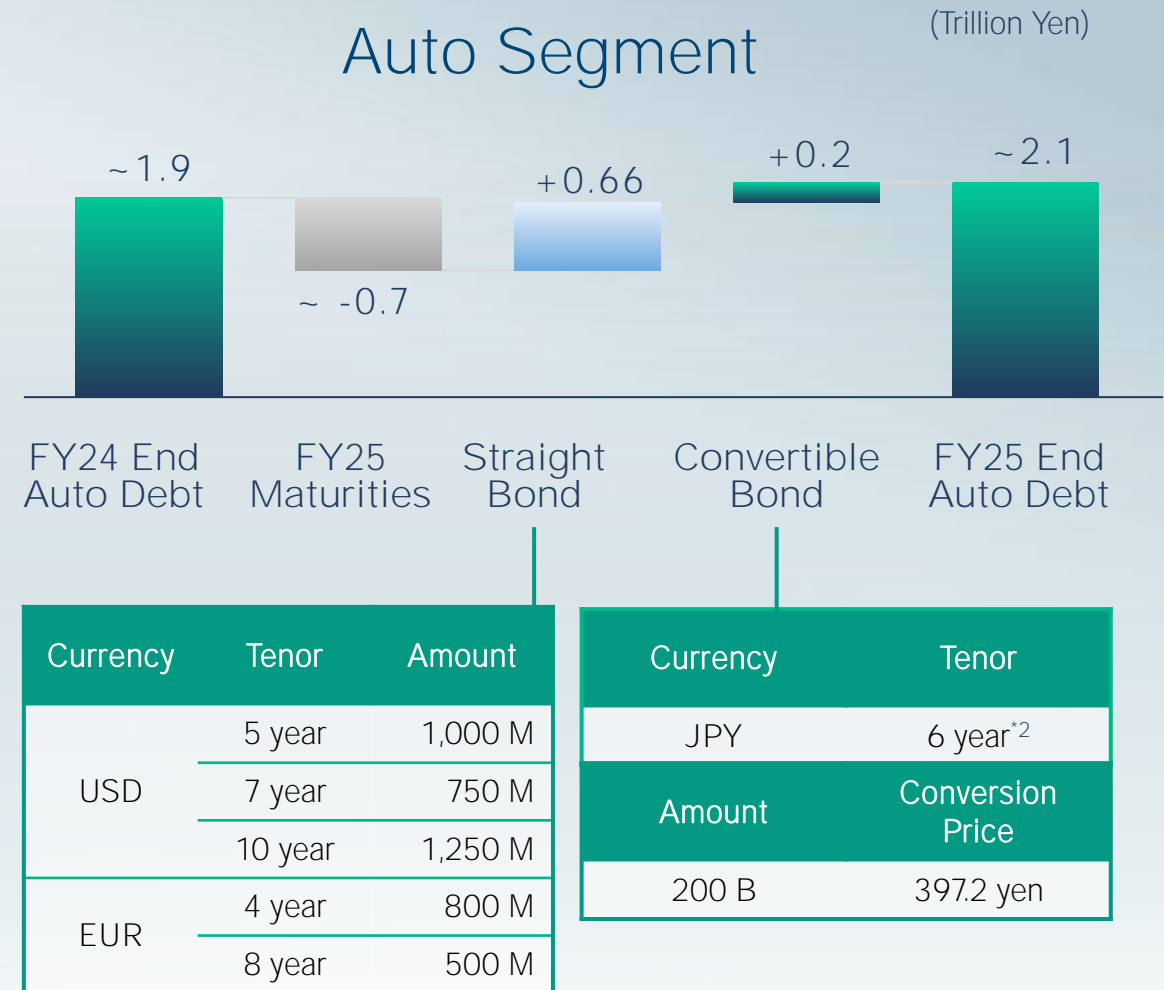 (Trillion Yen)
Auto Segment
~1.9
~ -0.7
+0.66
+0.2
~2.1
FY24 End
Auto Debt
FY25
Maturities
Straight
Bond
Convertible
Bond
FY25 End
Auto Debt
Currency Tenor Amount
USD
5 year 1,000 M
7 year 750 M
10 year 1,250 M
EUR
4 year 800 M
8 year 500 M
Currency Tenor
JPY 6 year*2
Amount Conversion
Price
200 B 397.2 yen